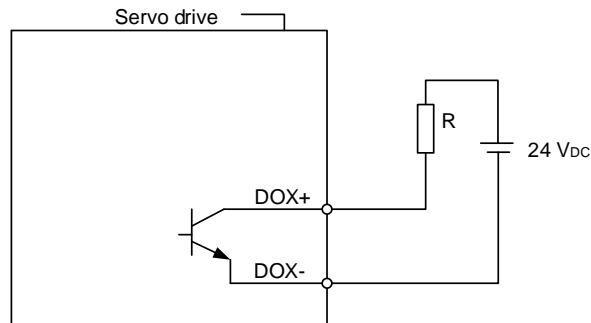 Servo drive
R
24 VDC
DOX+
DOX-